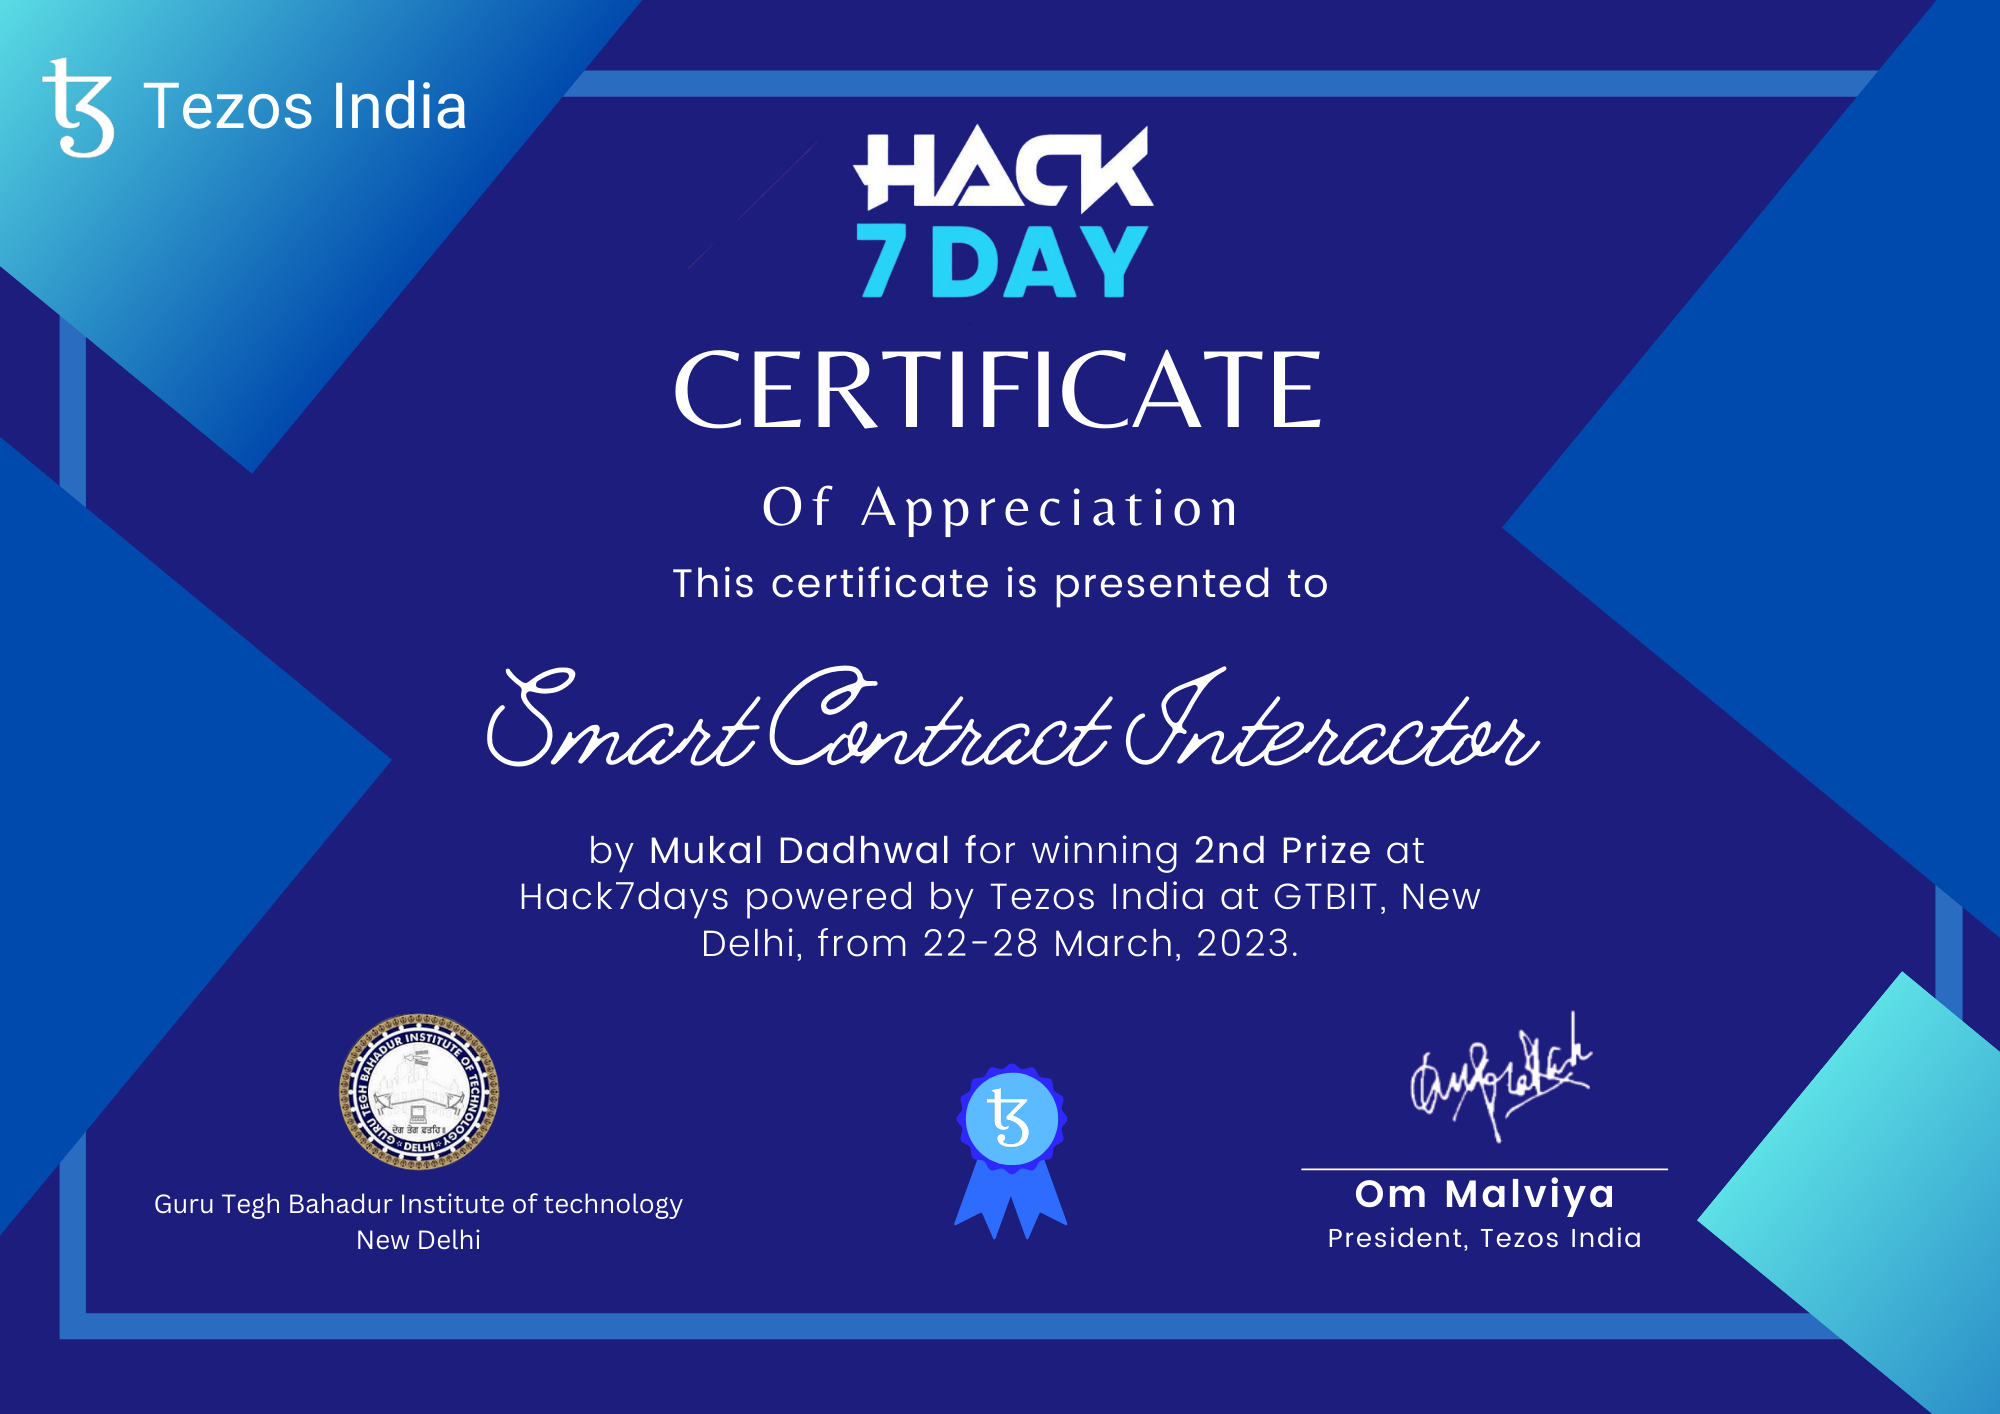 Tezos India
HACK
7 DAY
CERTIFICATE
Of Appreciation
This certificate is presented to
Smart Contract Interactor
by Mukal Dadhwal for winning 2nd Prize at
Hack7days powered by Tezos India at GTBIT, New
Delhi, from 22-28 March, 2023.
GURU TEGH BAHADUR INSTITUTE OF TECHNOLOGY
DELHI
Guru Tegh Bahadur Institute of technology
New Delhi
Om Malviya
President, Tezos India